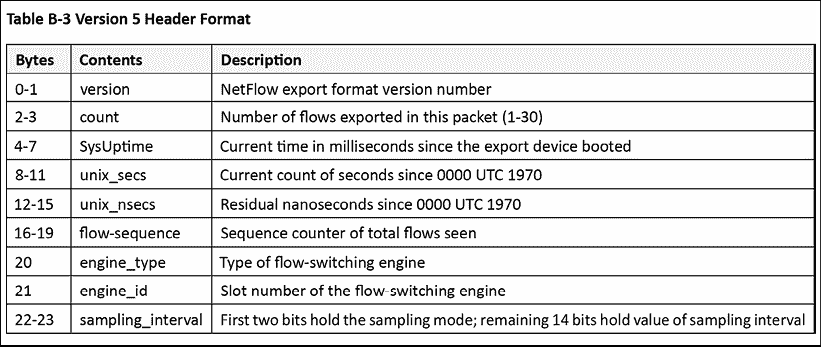 Table B-3 Version 5 Header Format
Bytes Contents Description
0-1 version NetFlow export format version number
2-3 count Number of flows exported in this packet (1-30)
4-7 SysUptime Current time in milliseconds since the export device booted
8-11 unix_secs Current count of seconds since 0000 UTC 1970
12-15 unix_nsecs Residual nanoseconds since 0000 UTC 1970
16-19 flow-sequence Sequence counter of total flows seen
20 engine_type Type of flow-switching engine
21 engine_id Slot number of the flow-switching engine
22-23 sampling_interval First two bits hold the sampling mode; remaining 14 bits hold value of sampling interval